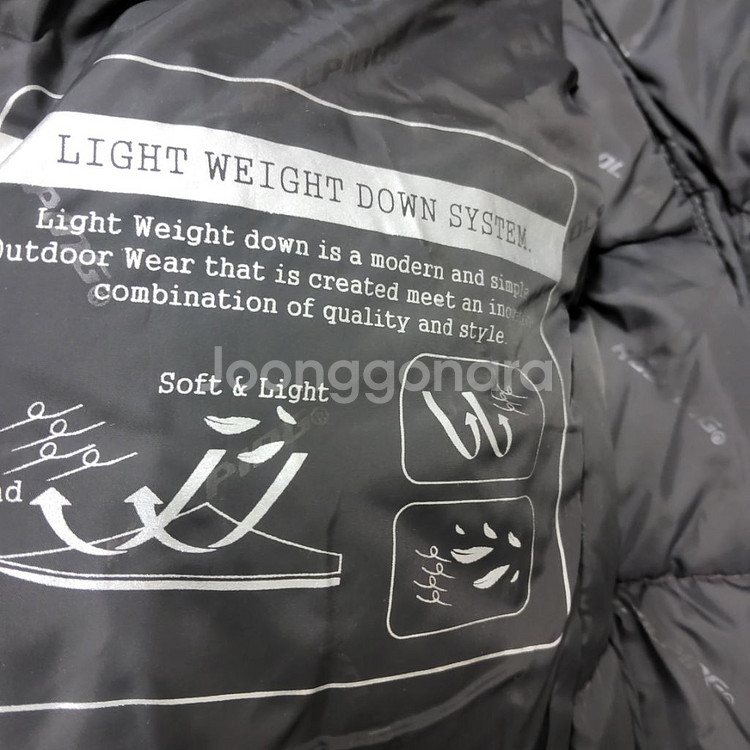 LIGHT WEIGHT DOWN SYSTEM.
Light Weight down is a modern and simple
Outdoor Wear that is created meet an
combination of quality and style.
loonggonara
Soft & Light